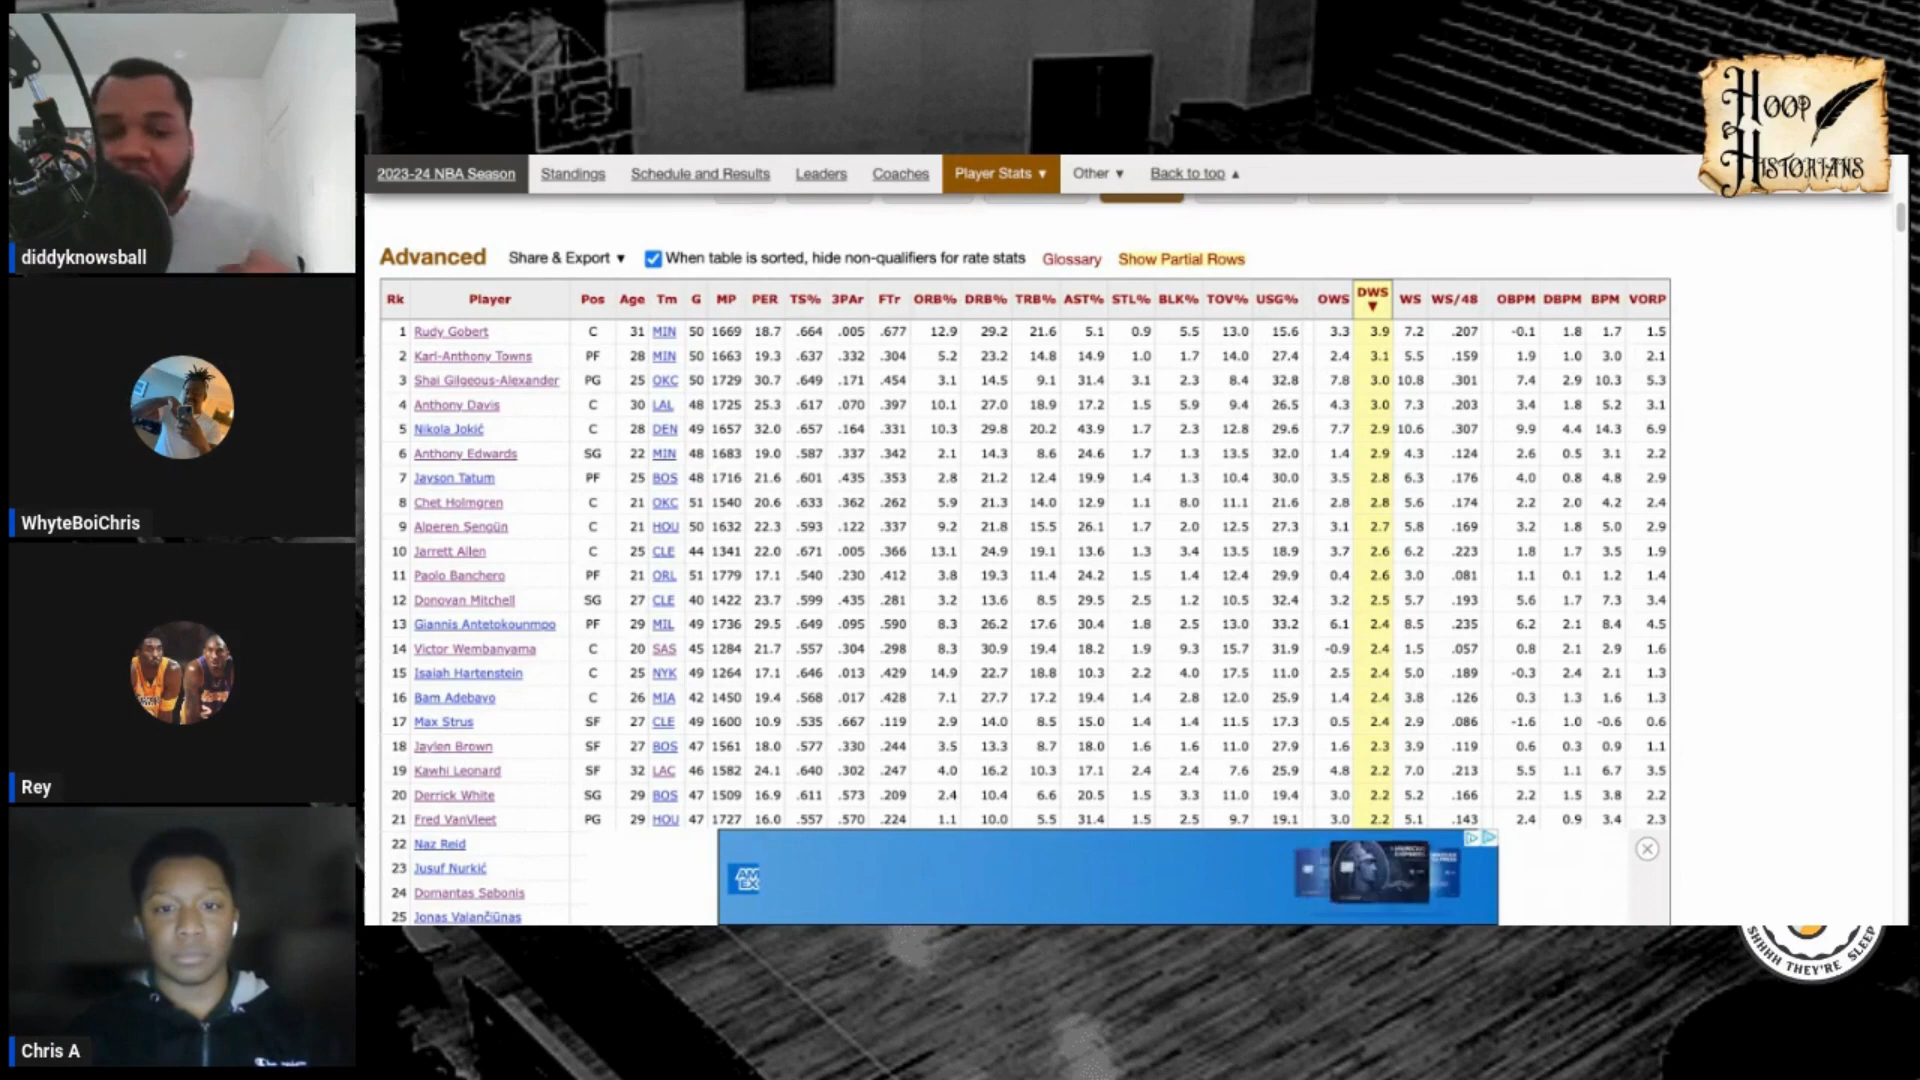 diddyknowsball
WhyteBoiChris
Rey
Chris A
HOOP
HISTORIANS
2023-24 NBA Season Standings Schedule and Results Leaders Coaches Player Stats ▼ Other ▼ Back to top ▲
Advanced Share & Export ▼ When table is sorted, hide non-qualifiers for rate stats Glossary Show Partial Rows
Rk Player Pos Age Tm G MP PER TS% 3PAr FTr ORB% DRB% TRB% AST% STL% BLK% TOV% USG% OWS DWS ▼ WS WS/48 OBPM DBPM BPM VORP
1 Rudy Gobert C 31 MIN 50 1669 18.7 .664 .005 .677 12.9 29.2 21.6 5.1 0.9 5.5 13.0 15.6 3.3 3.9 7.2 .207 -0.1 1.8 1.7 1.5
2 Karl-Anthony Towns PF 28 MIN 50 1663 19.3 .637 .332 .304 5.2 23.2 14.8 14.9 1.0 1.7 14.0 27.4 2.4 3.1 5.5 .159 1.9 1.0 3.0 2.1
3 Shai Gilgeous-Alexander PG 25 OKC 50 1729 30.7 .649 .171 .454 3.1 14.5 9.1 31.4 3.1 2.3 8.4 32.8 7.8 3.0 10.8 .301 7.4 2.9 10.3 5.3
4 Anthony Davis C 30 LAL 48 1725 25.3 .617 .070 .397 10.1 27.0 18.9 17.2 1.5 5.9 9.4 26.5 4.3 3.0 7.3 .203 3.4 1.8 5.2 3.1
5 Nikola Jokić C 28 DEN 49 1657 32.0 .657 .164 .331 10.3 29.8 20.2 43.9 1.7 2.3 12.8 29.6 7.7 2.9 10.6 .307 9.9 4.4 14.3 6.9
6 Anthony Edwards SG 22 MIN 48 1683 19.0 .587 .337 .342 2.1 14.3 8.6 24.6 1.7 1.3 13.5 32.0 1.4 2.9 4.3 .124 2.6 0.5 3.1 2.2
7 Jayson Tatum PF 25 BOS 48 1716 21.6 .601 .435 .353 2.8 21.2 12.4 19.9 1.4 1.3 10.4 30.0 3.5 2.8 6.3 .176 4.0 0.8 4.8 2.9
8 Chet Holmgren C 21 OKC 51 1540 20.6 .633 .362 .262 5.9 21.3 14.0 12.9 1.1 8.0 11.1 21.6 2.8 2.8 5.6 .174 2.2 2.0 4.2 2.4
9 Alperen Sengün C 21 HOU 50 1632 22.3 .593 .122 .337 9.2 21.8 15.5 26.1 1.7 2.0 12.5 27.3 3.1 2.7 5.8 .169 3.2 1.8 5.0 2.9
10 Jarrett Allen C 25 CLE 44 1341 22.0 .671 .005 .366 13.1 24.9 19.1 13.6 1.3 3.4 13.5 18.9 3.7 2.6 6.2 .223 1.8 1.7 3.5 1.9
11 Paolo Banchero PF 21 ORL 51 1779 17.1 .540 .230 .412 3.8 19.3 11.4 24.2 1.5 1.4 12.4 29.9 0.4 2.6 3.0 .081 1.1 0.1 1.2 1.4
12 Donovan Mitchell SG 27 CLE 40 1422 23.7 .599 .435 .281 3.2 13.6 8.5 29.5 2.5 1.2 10.5 32.4 3.2 2.5 5.7 .193 5.6 1.7 7.3 3.4
13 Giannis Antetokounmpo PF 29 MIL 49 1736 29.5 .649 .095 .590 8.3 26.2 17.6 30.4 1.8 2.5 13.0 33.2 6.1 2.4 8.5 .235 6.2 2.1 8.4 4.5
14 Victor Wembanyama C 20 SAS 45 1284 21.7 .557 .304 .298 8.3 30.9 19.4 18.2 1.9 9.3 15.7 31.9 -0.9 2.4 1.5 .057 0.8 2.1 2.9 1.6
15 Isaiah Hartenstein C 25 NYK 49 1264 17.1 .646 .013 .429 14.9 22.7 18.8 10.3 2.2 4.0 17.5 11.0 2.5 2.4 5.0 .189 -0.3 2.4 2.1 1.3
16 Bam Adebayo C 26 MIA 42 1450 19.4 .568 .017 .428 7.1 27.7 17.2 19.4 1.4 2.8 12.0 25.9 1.4 2.4 3.8 .126 0.3 1.3 1.6 1.3
17 Max Strus SF 27 CLE 49 1600 10.9 .535 .667 .119 2.9 14.0 8.5 15.0 1.4 1.4 11.5 17.3 0.5 2.4 2.9 .086 -1.6 1.0 -0.6 0.6
18 Jaylen Brown SF 27 BOS 47 1561 18.0 .577 .330 .244 3.5 13.3 8.7 18.0 1.6 1.6 11.0 27.9 1.6 2.3 3.9 .119 0.6 0.3 0.9 1.1
19 Kawhi Leonard SF 32 LAC 46 1582 24.1 .640 .302 .247 4.0 16.2 10.3 17.1 2.4 2.4 7.6 25.9 4.8 2.2 7.0 .213 5.5 1.1 6.7 3.5
20 Derrick White SG 29 BOS 47 1509 16.9 .611 .573 .209 2.4 10.4 6.6 20.5 1.5 3.3 11.0 19.4 3.0 2.2 5.2 .166 2.2 1.5 3.8 2.2
21 Fred VanVleet PG 29 HOU 47 1727 16.0 .557 .570 .224 1.1 10.0 5.5 31.4 1.5 2.5 9.7 19.1 3.0 2.2 5.1 .143 2.4 0.9 3.4 2.3
22 Naz Reid
23 Jusuf Nurkić
24 Domantas Sabonis
25 Jonas Valančiūnas
AM
EX
SHHHH THEY'RE SLEEP